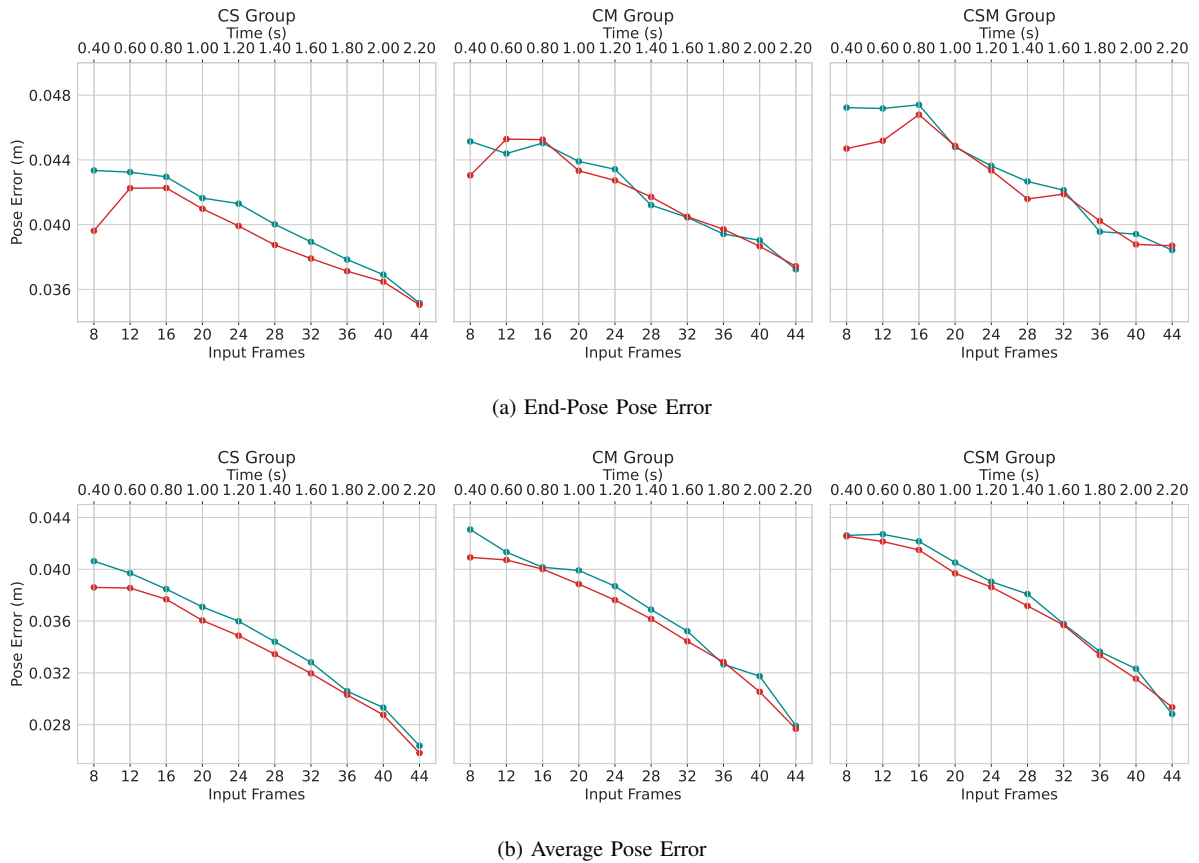 CS Group
Time (s)
0.40 0.60 0.80 1.00 1.20 1.40 1.60 1.80 2.00 2.20
CM Group
Time (s)
0.40 0.60 0.80 1.00 1.20 1.40 1.60 1.80 2.00 2.20
CSM Group
Time (s)
0.40 0.60 0.80 1.00 1.20 1.40 1.60 1.80 2.00 2.20
Pose Error (m)
0.048
0.044
0.040
0.036
8 12 16 20 24 28 32 36 40 44
Input Frames
8 12 16 20 24 28 32 36 40 44
Input Frames
8 12 16 20 24 28 32 36 40 44
Input Frames
(a) End-Pose Pose Error
CS Group
Time (s)
0.40 0.60 0.80 1.00 1.20 1.40 1.60 1.80 2.00 2.20
CM Group
Time (s)
0.40 0.60 0.80 1.00 1.20 1.40 1.60 1.80 2.00 2.20
CSM Group
Time (s)
0.40 0.60 0.80 1.00 1.20 1.40 1.60 1.80 2.00 2.20
Pose Error (m)
0.044
0.040
0.036
0.032
0.028
8 12 16 20 24 28 32 36 40 44
Input Frames
8 12 16 20 24 28 32 36 40 44
Input Frames
8 12 16 20 24 28 32 36 40 44
Input Frames
(b) Average Pose Error